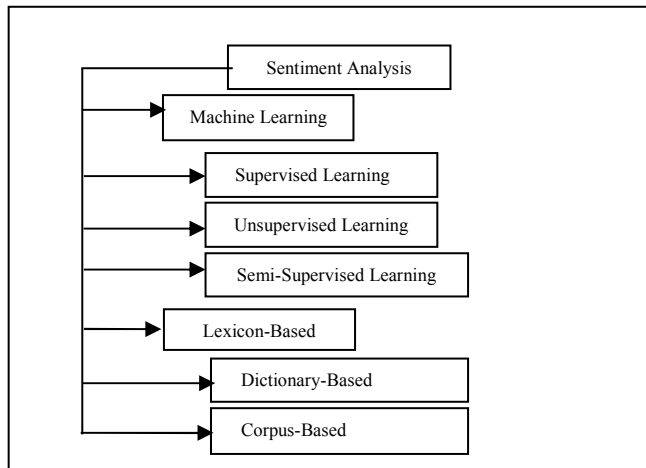 Sentiment Analysis
Machine Learning
Supervised Learning
Unsupervised Learning
Semi-Supervised Learning
Lexicon-Based
Dictionary-Based
Corpus-Based